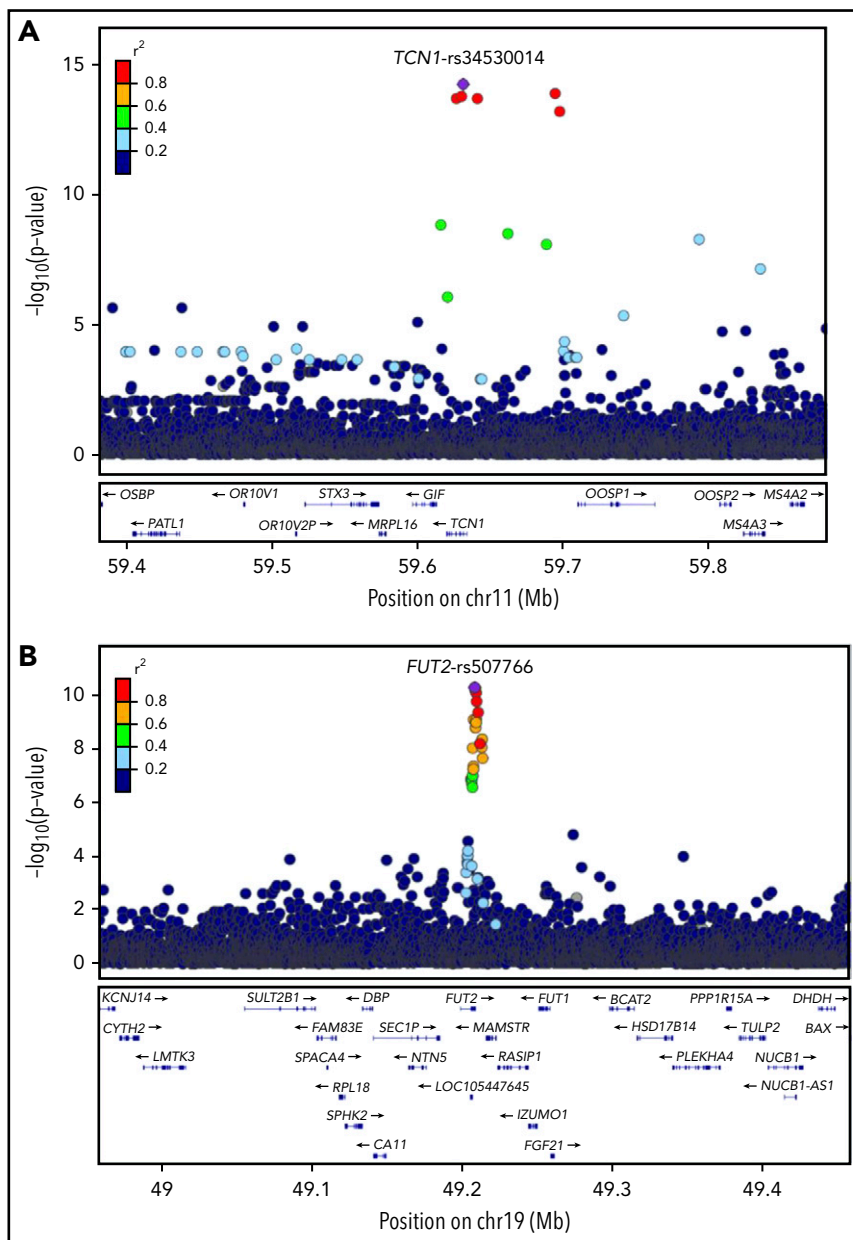 A
r2
0.8
0.6
0.4
0.2
TCN1-rs34530014
15
10
5
0
-log10(p-value)
← OSBP
← OR10V1
STX3 →
← GIF
OOSP1 →
OOSP2 →
MS4A2 →
← PATL1
OR10V2P →
← MRPL16
← TCN1
MS4A3 →
59.4 59.5 59.6 59.7 59.8
Position on chr11 (Mb)
B
r2
0.8
0.6
0.4
0.2
FUT2-rs507766
10
8
6
4
2
0
-log10(p-value)
KCNJ14 →
SULT2B1 →
← DBP
FUT2 →
← FUT1
← BCAT2
PPP1R15A →
DHDH →
CYTH2 →
← FAM83E
SEC1P →
← MAMSTR
← HSD17B14
← TULP2
BAX →
← LMTK3
SPACA4 →
← NTN5
← RASIP1
← PLEKHA4
NUCB1 →
← RPL18
← LOC105447645
← NUCB1-AS1
SPHK2 →
← IZUMO1
← CA11
FGF21 →
49 49.1 49.2 49.3 49.4
Position on chr19 (Mb)